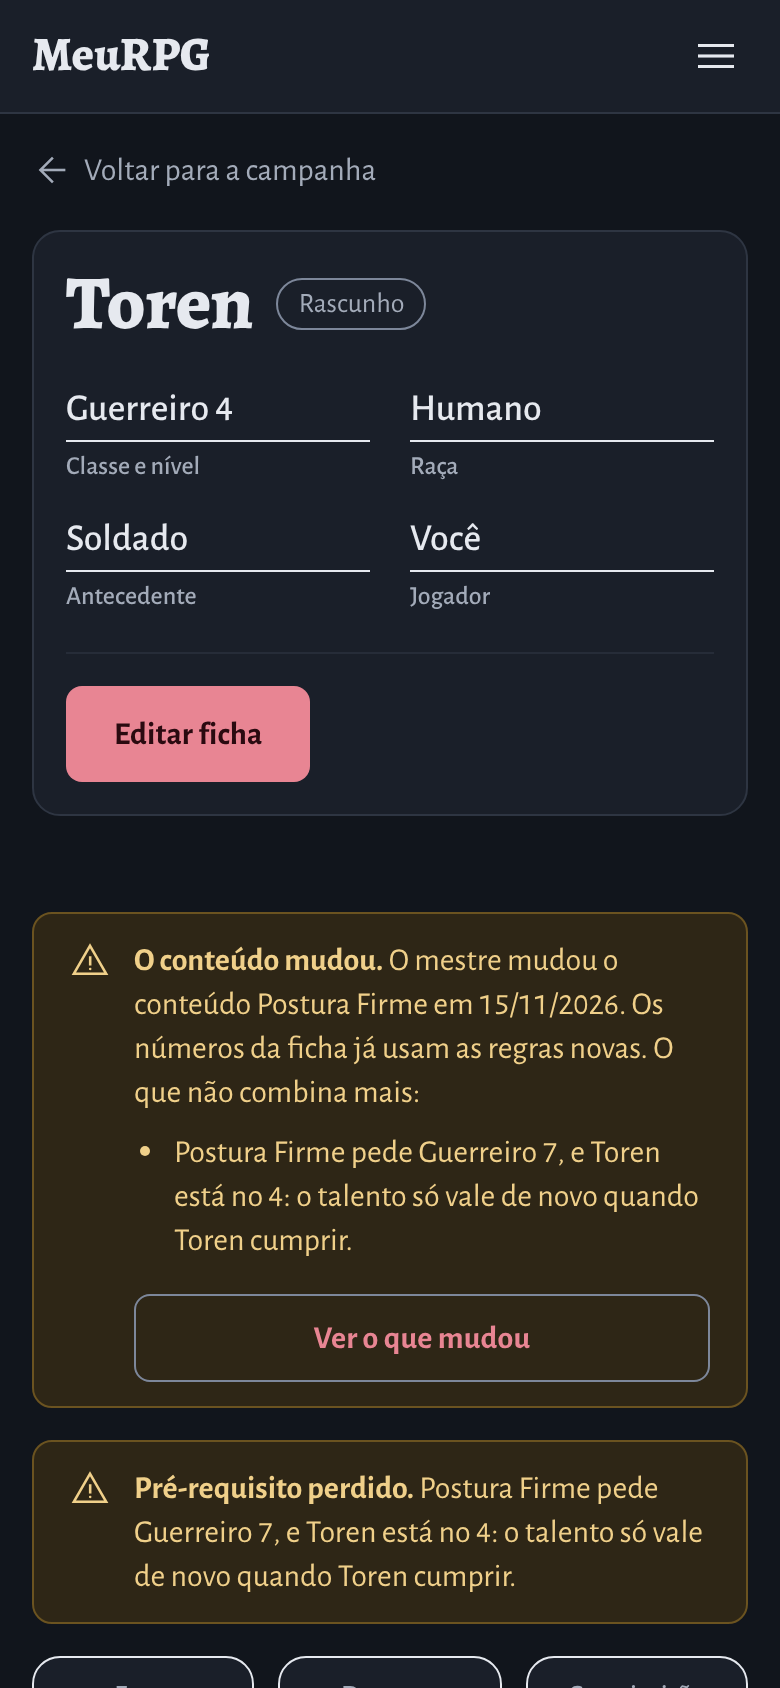 MeuRPG
Voltar para a campanha
Toren
Rascunho
Guerreiro 4
Humano
Classe e nível
Raça
Soldado
Você
Antecedente
Jogador
Editar ficha
O conteúdo mudou. O mestre mudou o
conteúdo Postura Firme em 15/11/2026. Os
números da ficha já usam as regras novas. O
que não combina mais:
• Postura Firme pede Guerreiro 7, e Toren
está no 4: o talento só vale de novo quando
Toren cumprir.
Ver o que mudou
Pré-requisito perdido. Postura Firme pede
Guerreiro 7, e Toren está no 4: o talento só vale
de novo quando Toren cumprir.